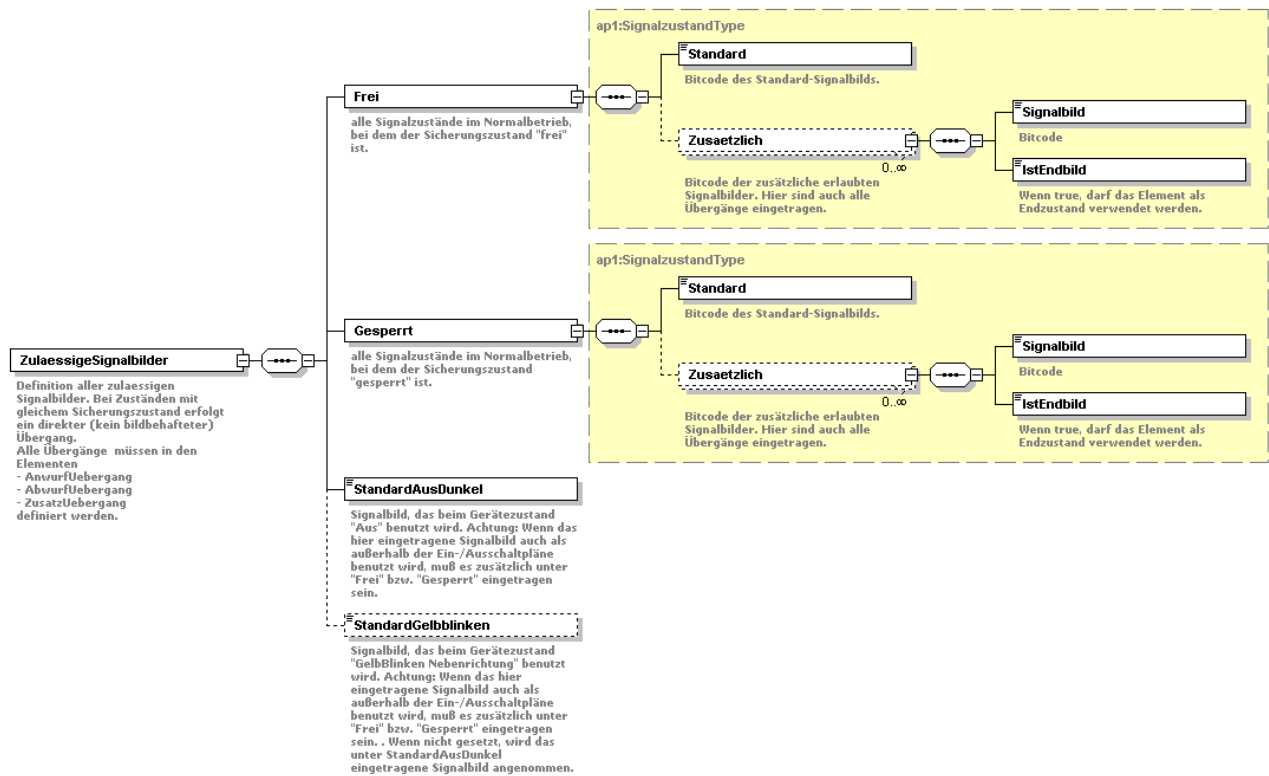 ap1:SignalzustandType
Standard
Bitcode des Standard-Signalbilds.
Frei
alle Signalzustände im Normalbetrieb,
bei dem der Sicherungszustand "frei"
ist.
Zusaetzlich
0..∞
Bitcode der zusätzliche erlaubten
Signalbilder. Hier sind auch alle
Übergänge eingetragen.
Signalbild
Bitcode
IstEndbild
Wenn true, darf das Element als
Endzustand verwendet werden.
ap1:SignalzustandType
Standard
Bitcode des Standard-Signalbilds.
Gesperrt
alle Signalzustände im Normalbetrieb,
bei dem der Sicherungszustand
"gesperrt" ist.
Zusaetzlich
0..∞
Bitcode der zusätzliche erlaubten
Signalbilder. Hier sind auch alle
Übergänge eingetragen.
Signalbild
Bitcode
IstEndbild
Wenn true, darf das Element als
Endzustand verwendet werden.
ZulaessigeSignalbilder
Definition aller zulaessigen
Signalbilder. Bei Zuständen mit
gleichem Sicherungszustand erfolgt
ein direkter (kein bildbehafteter)
Übergang.
Alle Übergänge müssen in den
Elementen
- AnwurfUebergang
- AbwurfUebergang
- ZusatzUebergang
definiert werden.
StandardAusDunkel
Signalbild, das beim Gerätezustand
"Aus" benutzt wird. Achtung: Wenn das
hier eingetragene Signalbild auch als
außerhalb der Ein-/Ausschaltpläne
benutzt wird, muß es zusätzlich unter
"Frei" bzw. "Gesperrt" eingetragen
sein.
StandardGelbblinken
Signalbild, das beim Gerätezustand
"GelbBlinken Nebenrichtung" benutzt
wird. Achtung: Wenn das hier
eingetragene Signalbild auch als
außerhalb der Ein-/Ausschaltpläne
benutzt wird, muß es zusätzlich unter
"Frei" bzw. "Gesperrt" eingetragen
sein. . Wenn nicht gesetzt, wird das
unter StandardAusDunkel
eingetragene Signalbild angenommen.